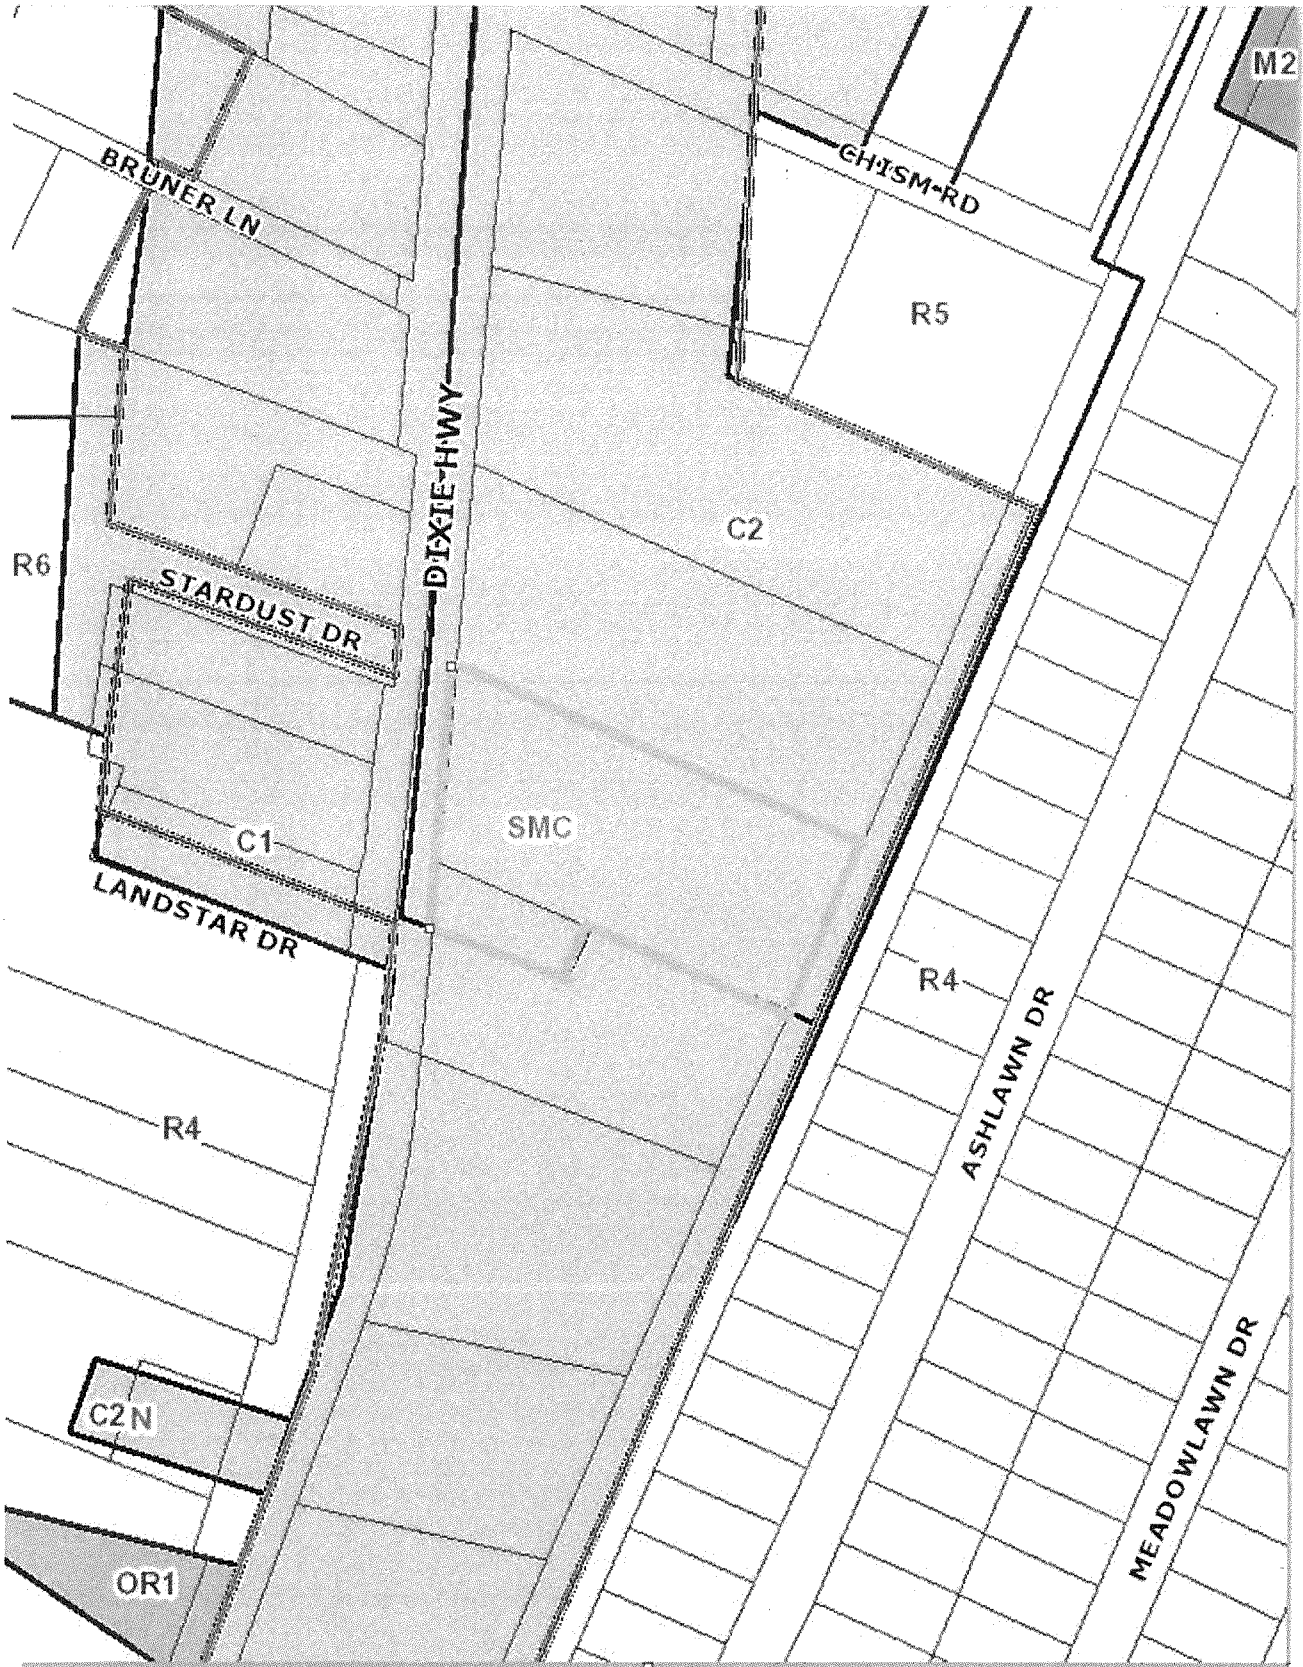 M2
BRUNER LN
CHISM RD
R5
DIXIE HWY
C2
R6
STARDUST DR
SMC
C1
LANDSTAR DR
R4
ASHLAWN DR
R4
MEADOWLAWN DR
C2 N
OR1